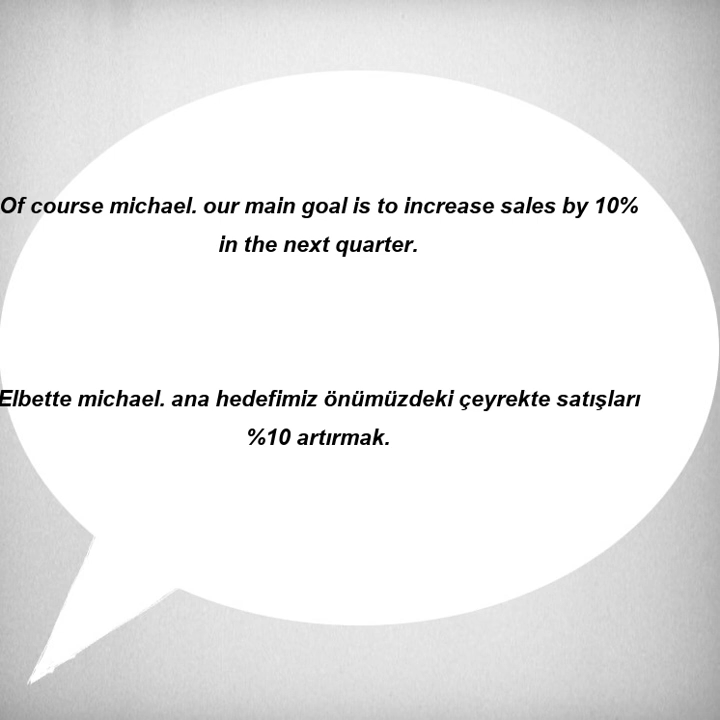 Of course michael. our main goal is to increase sales by 10%
in the next quarter.
Elbette michael. ana hedefimiz önümüzdeki çeyrekte satışları
%10 artırmak.